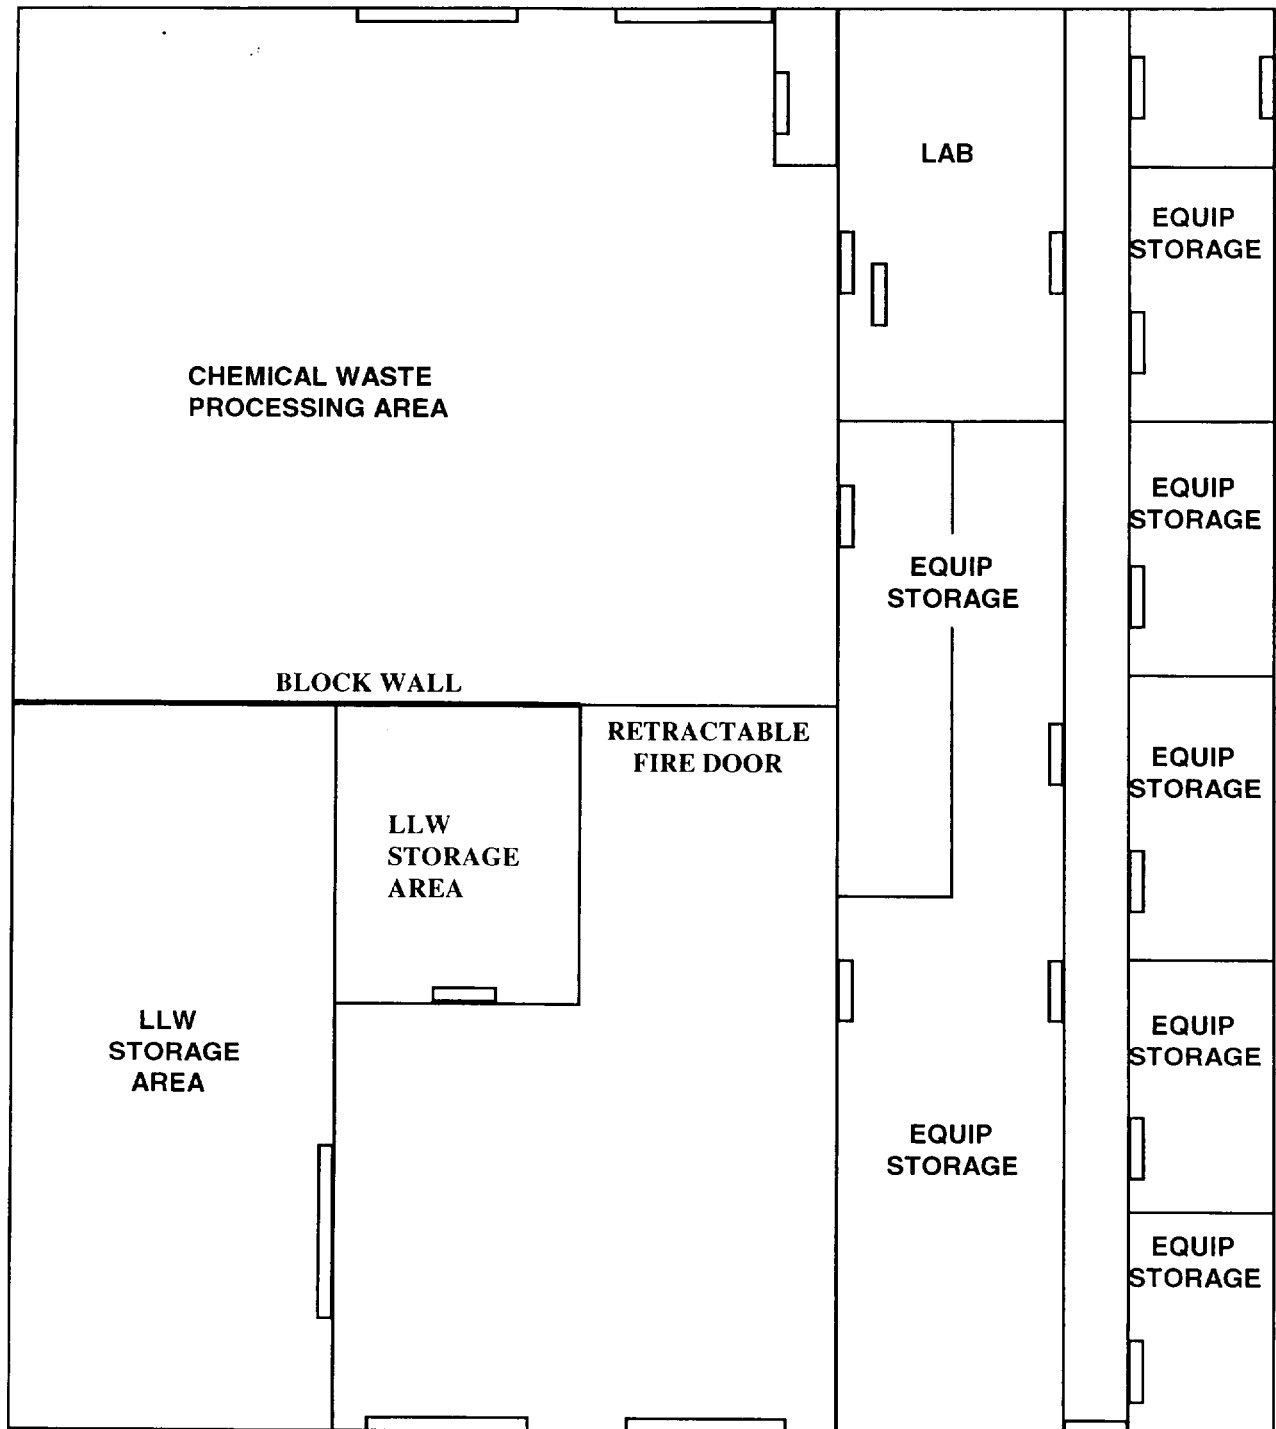 LAB
EQUIP
STORAGE
CHEMICAL WASTE
PROCESSING AREA
EQUIP
STORAGE
EQUIP
STORAGE
BLOCK WALL
RETRACTABLE
FIRE DOOR
EQUIP
STORAGE
LLW
STORAGE
AREA
LLW
STORAGE
AREA
EQUIP
STORAGE
EQUIP
STORAGE
EQUIP
STORAGE